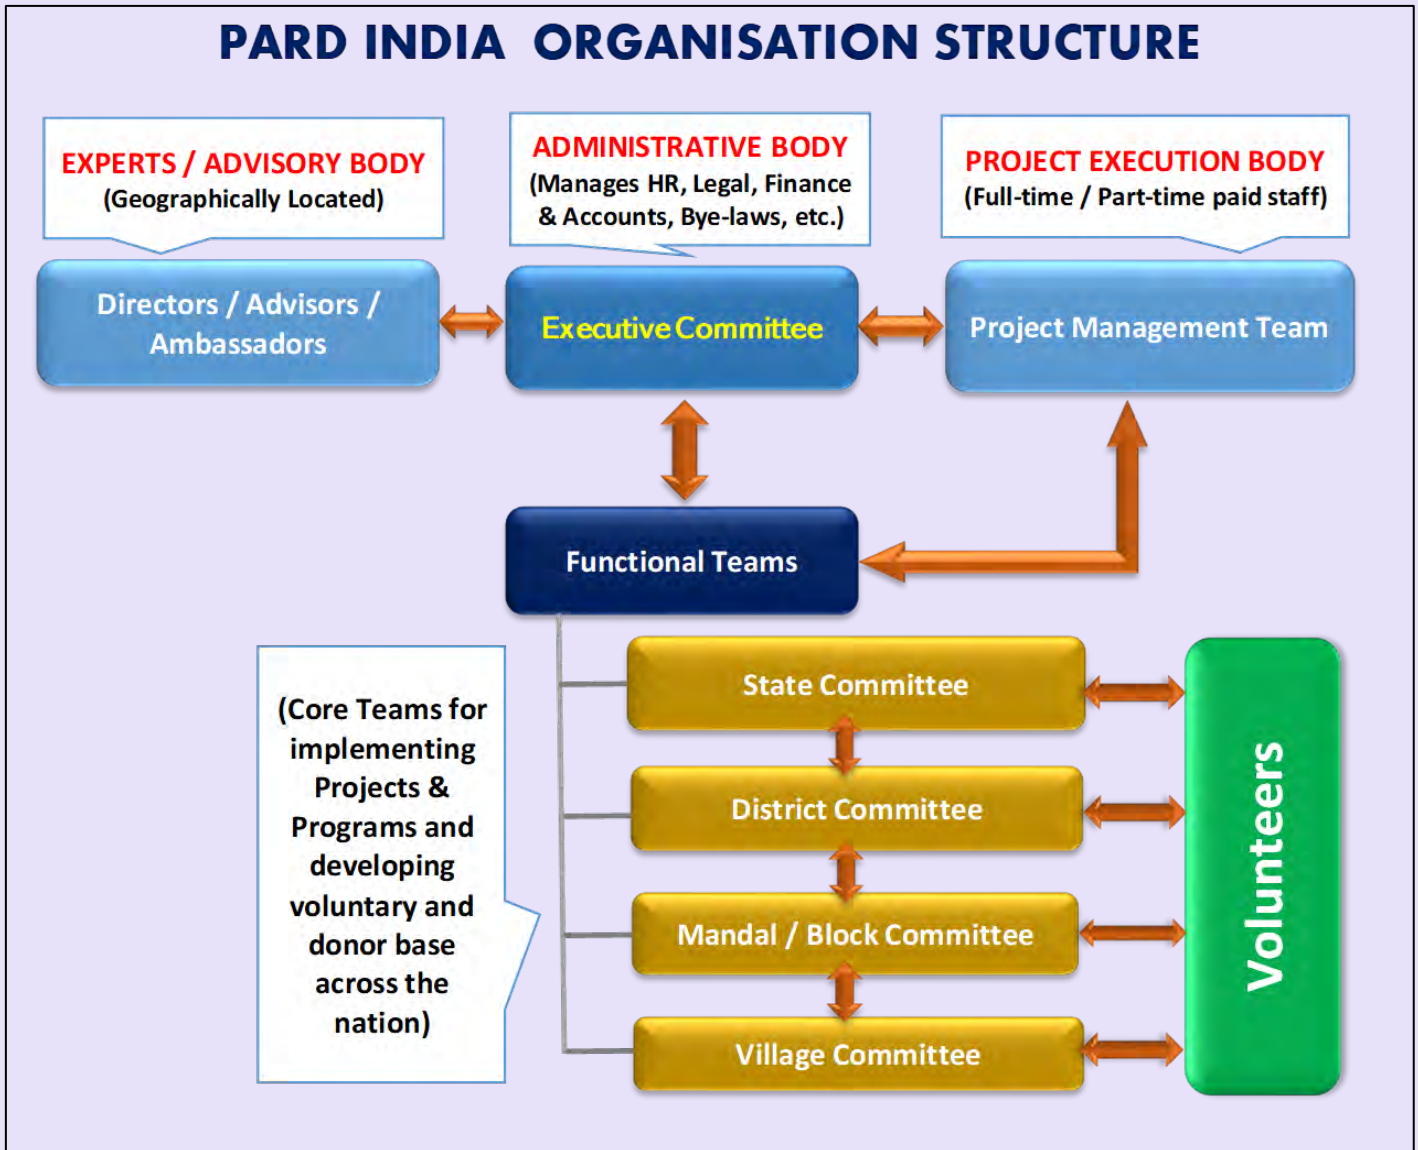 PARD INDIA ORGANISATION STRUCTURE
EXPERTS / ADVISORY BODY
(Geographically Located)
ADMINISTRATIVE BODY
(Manages HR, Legal, Finance
& Accounts, Bye-laws, etc.)
PROJECT EXECUTION BODY
(Full-time / Part-time paid staff)
Directors / Advisors /
Ambassadors
Executive Committee
Project Management Team
Functional Teams
(Core Teams for
implementing
Projects &
Programs and
developing
voluntary and
donor base
across the
nation)
State Committee
District Committee
Mandal / Block Committee
Village Committee
Volunteers